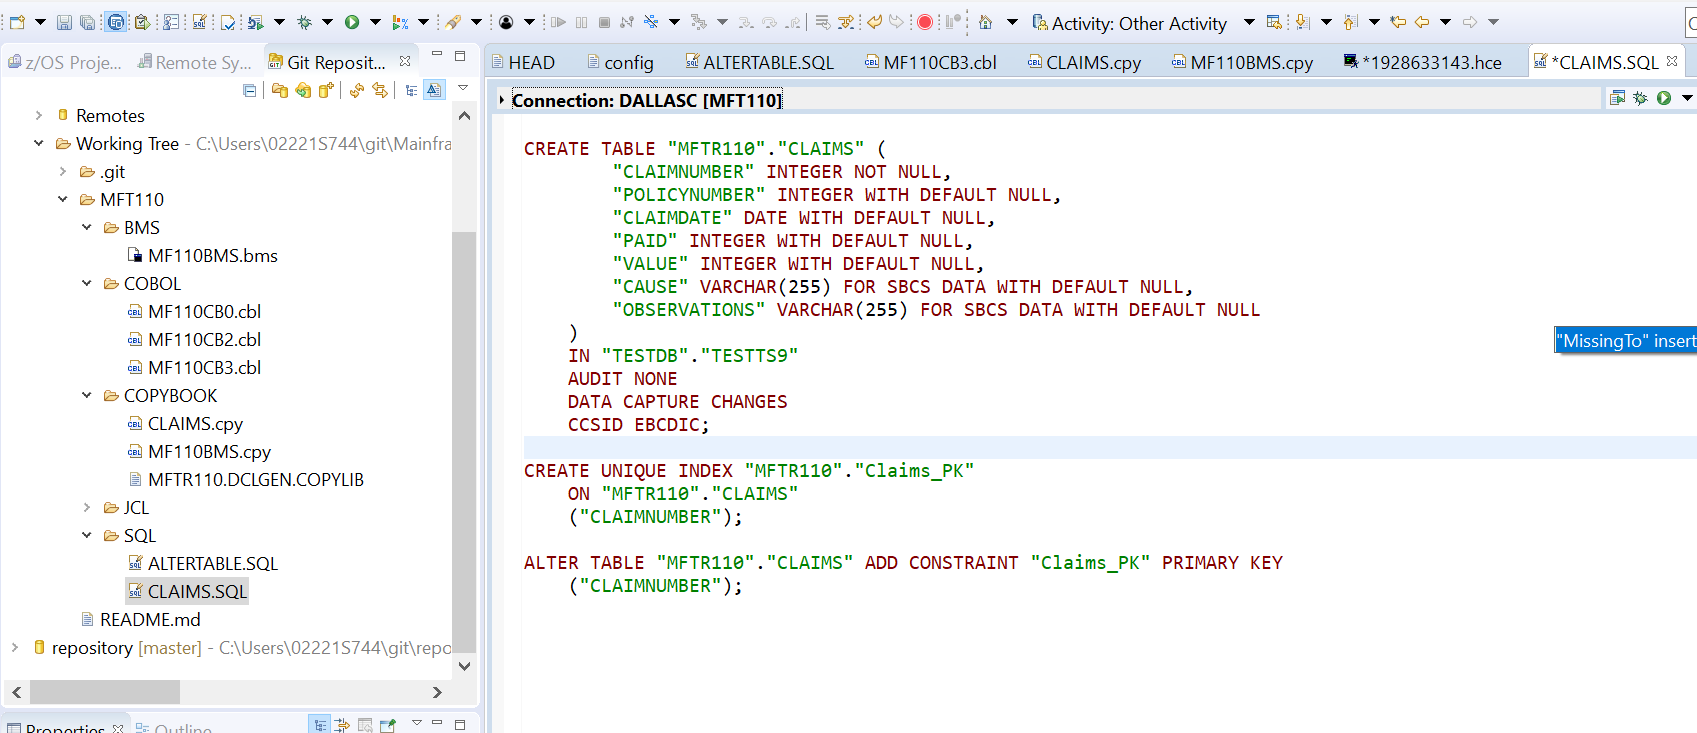 Activity: Other Activity
z/OS Proje...
Remote Sy...
Git Reposit...
HEAD
config
ALTERTABLE.SQL
MF110CB3.cbl
CLAIMS.cpy
MF110BMS.cpy
*1928633143.hce
*CLAIMS.SQL
Remotes
Working Tree - C:\Users\02221S744\git\Mainfra
.git
MFT110
BMS
MF110BMS.bms
COBOL
MF110CB0.cbl
MF110CB2.cbl
MF110CB3.cbl
COPYBOOK
CLAIMS.cpy
MF110BMS.cpy
MFTR110.DCLGEN.COPYLIB
JCL
SQL
ALTERTABLE.SQL
CLAIMS.SQL
README.md
repository [master] - C:\Users\02221S744\git\repo
Properties
Outline
Connection: DALLASC [MFT110]
CREATE TABLE "MFTR110"."CLAIMS" (
"CLAIMNUMBER" INTEGER NOT NULL,
"POLICYNUMBER" INTEGER WITH DEFAULT NULL,
"CLAIMDATE" DATE WITH DEFAULT NULL,
"PAID" INTEGER WITH DEFAULT NULL,
"VALUE" INTEGER WITH DEFAULT NULL,
"CAUSE" VARCHAR(255) FOR SBCS DATA WITH DEFAULT NULL,
"OBSERVATIONS" VARCHAR(255) FOR SBCS DATA WITH DEFAULT NULL
)
IN "TESTDB"."TESTTS9"
AUDIT NONE
DATA CAPTURE CHANGES
CCSID EBCDIC;
CREATE UNIQUE INDEX "MFTR110"."Claims_PK"
ON "MFTR110"."CLAIMS"
("CLAIMNUMBER");
ALTER TABLE "MFTR110"."CLAIMS" ADD CONSTRAINT "Claims_PK" PRIMARY KEY
("CLAIMNUMBER");
"MissingTo" insert